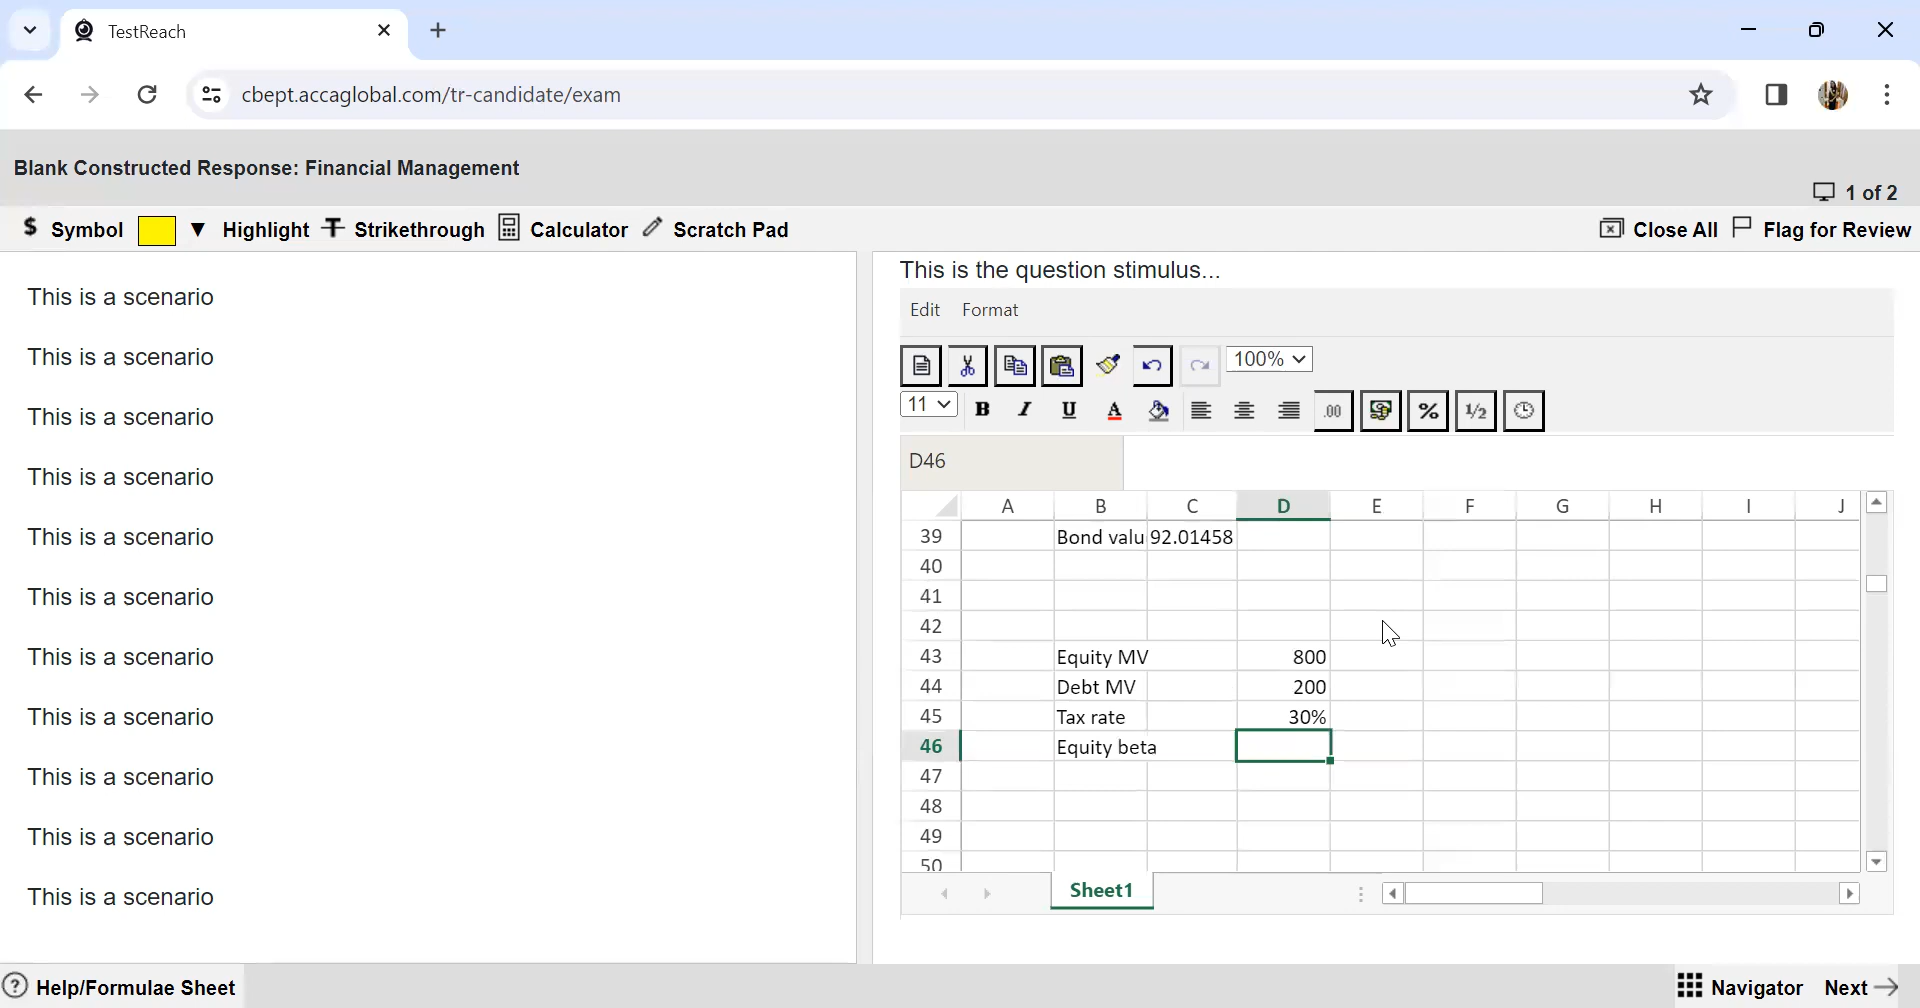 TestReach
cbept.accaglobal.com/tr-candidate/exam
Blank Constructed Response: Financial Management
1 of 2
$ Symbol ▼ Highlight T Strikethrough Calculator Scratch Pad Close All Flag for Review
This is a scenario
This is a scenario
This is a scenario
This is a scenario
This is a scenario
This is a scenario
This is a scenario
This is a scenario
This is a scenario
This is a scenario
This is a scenario
This is the question stimulus...
Edit Format
100%
11 B I U A .00 % ½
D46
A B C D E F G H I J
39 Bond valu 92.01458
40
41
42
43 Equity MV 800
44 Debt MV 200
45 Tax rate 30%
46 Equity beta
47
48
49
50
Sheet1
? Help/Formulae Sheet Navigator Next